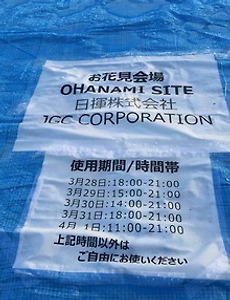 お花見会場
OHANAMI SITE
日揮株式会社
JGC CORPORATION
使用期間/時間帯
3月28日:18:00-21:00
3月29日:15:00-21:00
3月30日:14:00-21:00
3月31日:18:00-21:00
4月 1日:11:00-21:00
上記時間以外は
ご自由にお使いください